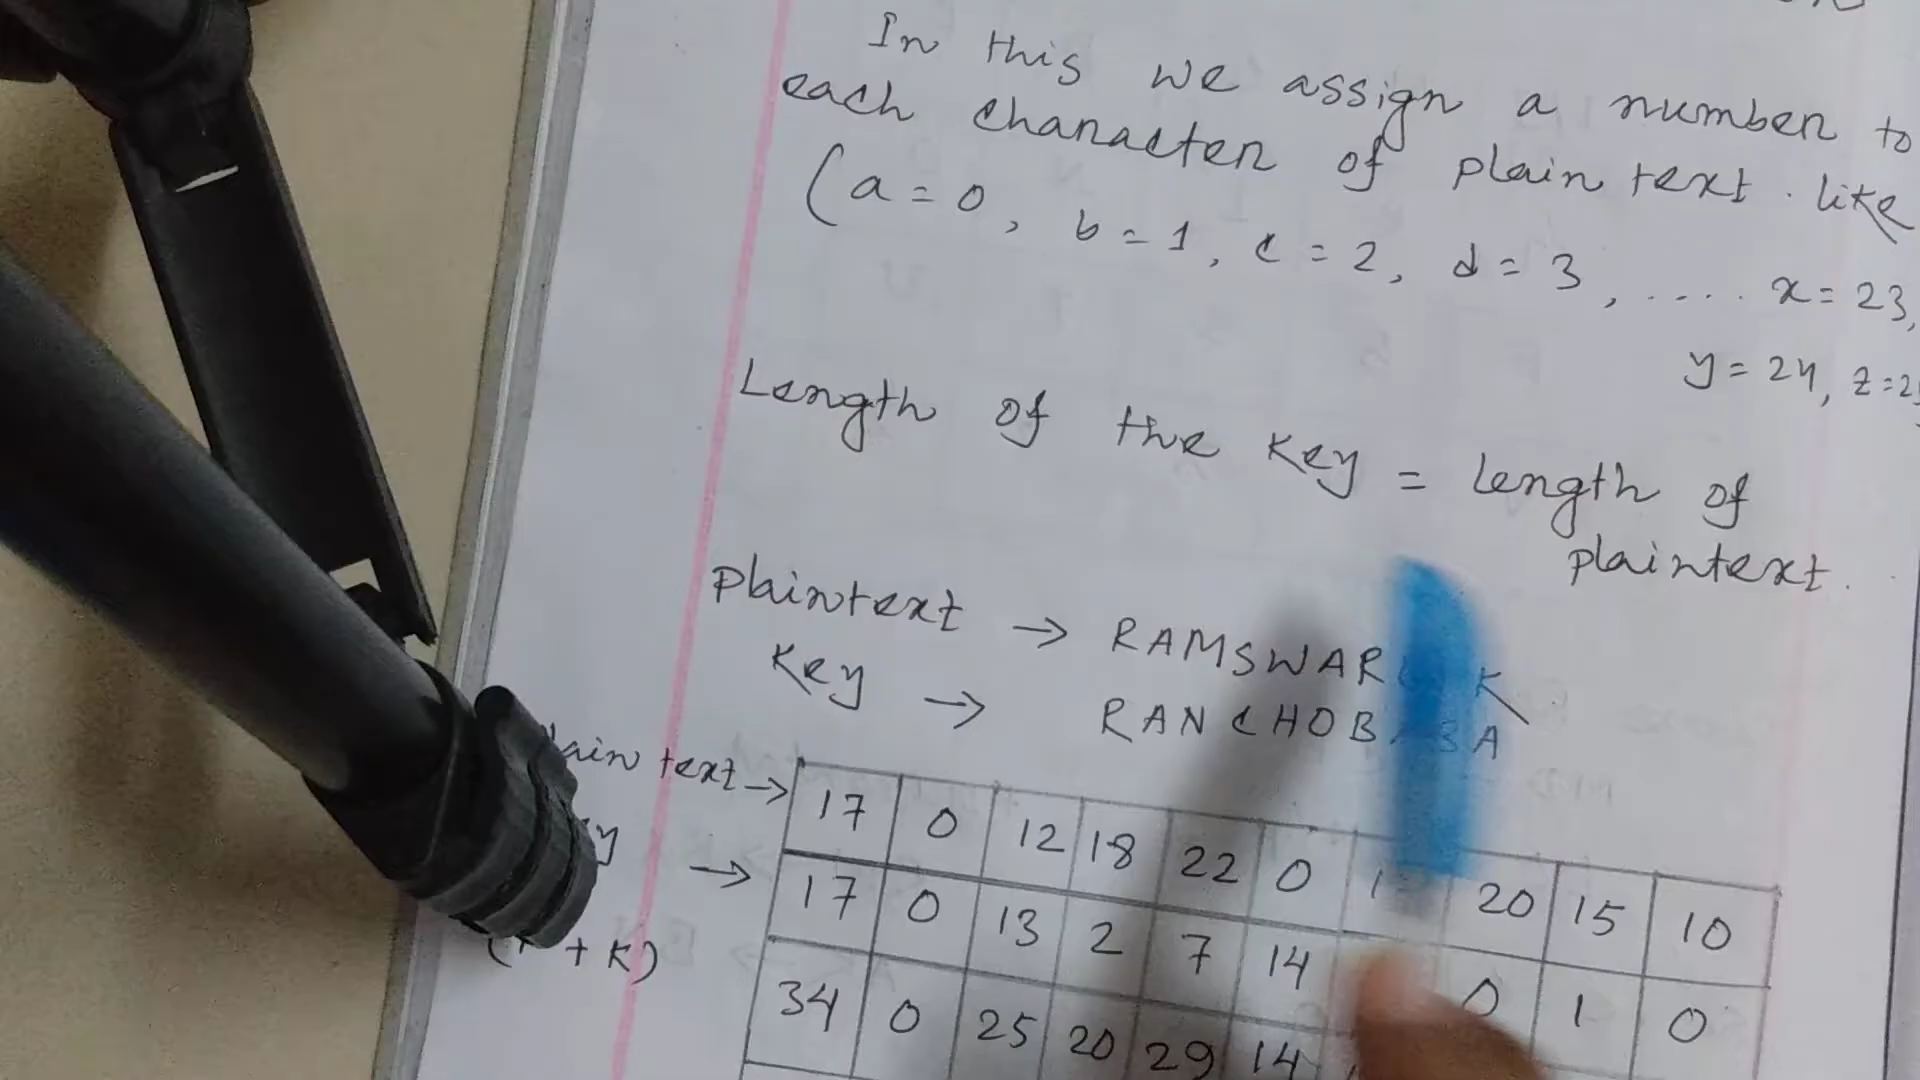 In this we assign a number to
each character of plain text. like
(a=0, b=1, c=2, d=3, .... x=23,
y=24, z=2
Length of the key = Length of
plaintext.
plaintext → RAMSWAR K
Key → RANCHOB BA
text → 17 0 12 18 22 0 20 15 10
→ 17 0 13 2 7 14 0 1 0
+ K) 34 0 25 20 29 14